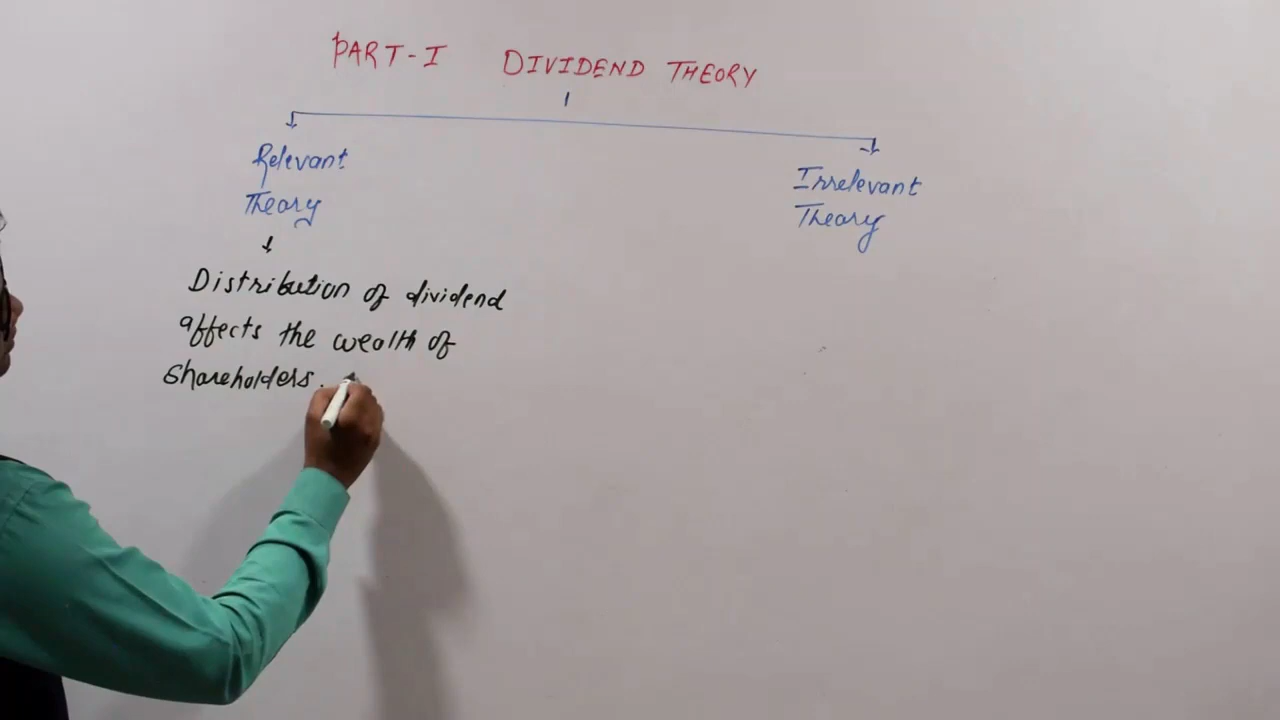 PART-I DIVIDEND THEORY
Relevant
Theory
Irrelevant
Theory
Distribution of dividend
affects the wealth of
Shareholders.